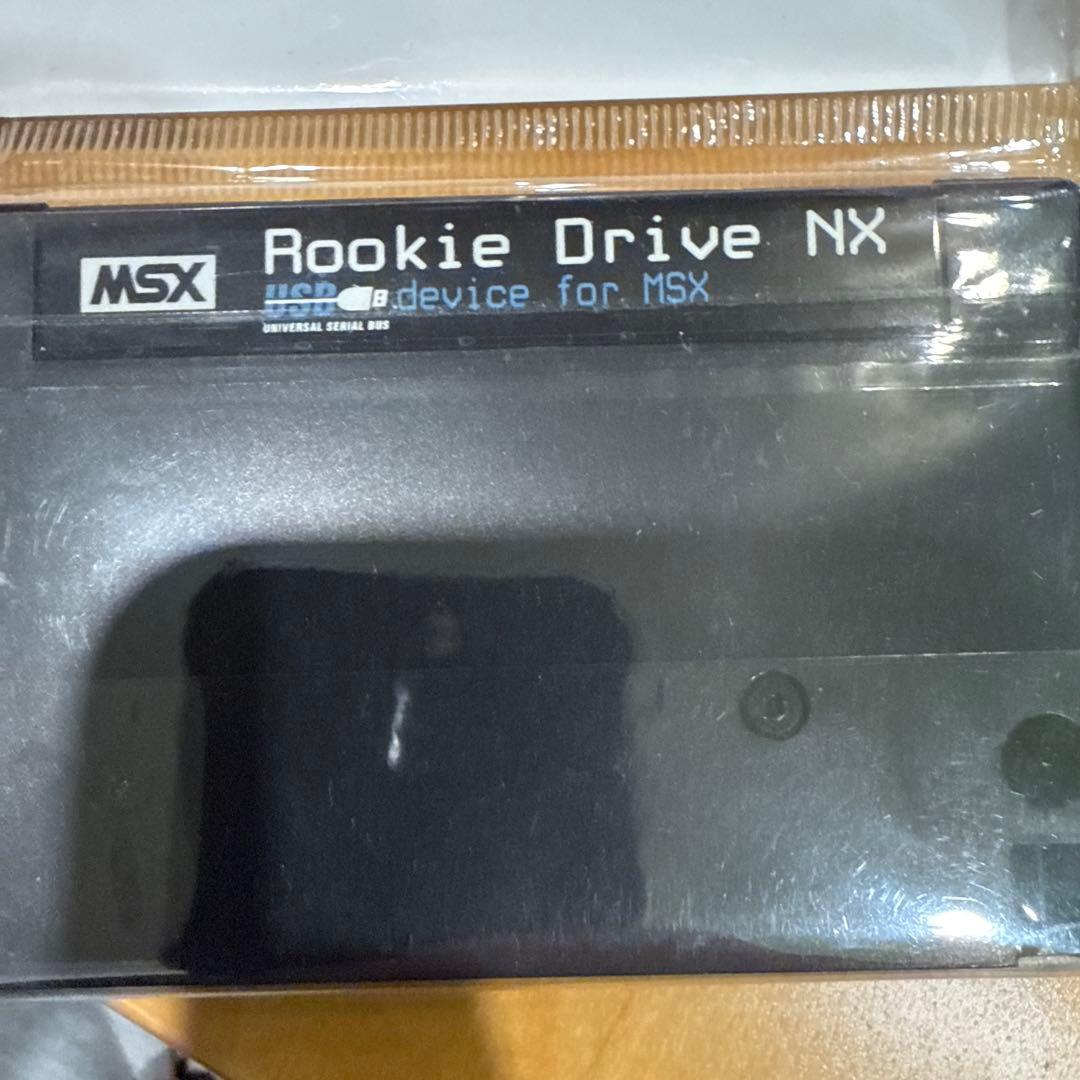 MSX
Rookie Drive NX
USB device for MSX
UNIVERSAL SERIAL BUS